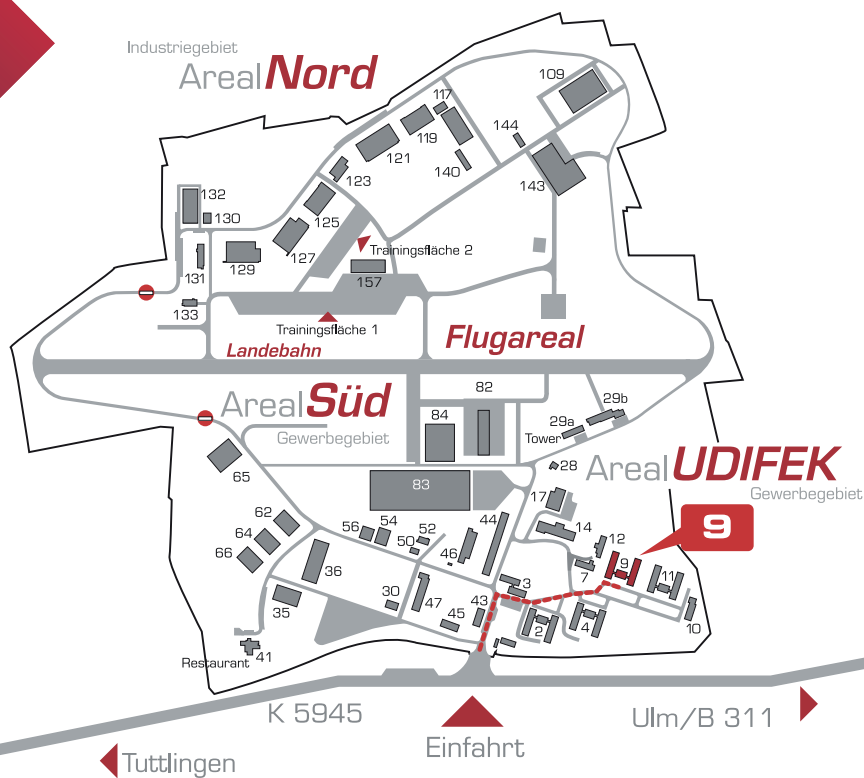 Industriegebiet
Areal Nord
109
117
119
144
121
140
123
143
132
130
125
127
Trainingsfläche 2
129
131
157
133
Trainingsfläche 1
Landebahn
Flugareal
82
Areal Süd
84
29b
29a
Gewerbegebiet
Tower
28
Areal UDIFEK
65
83
17
Gewerbegebiet
62
56
54
52
44
14
9
64
50
46
12
66
36
7
9
11
3
35
30
47
43
45
2
4
10
Restaurant
41
K 5945
Ulm/B 311
Einfahrt
Tuttlingen